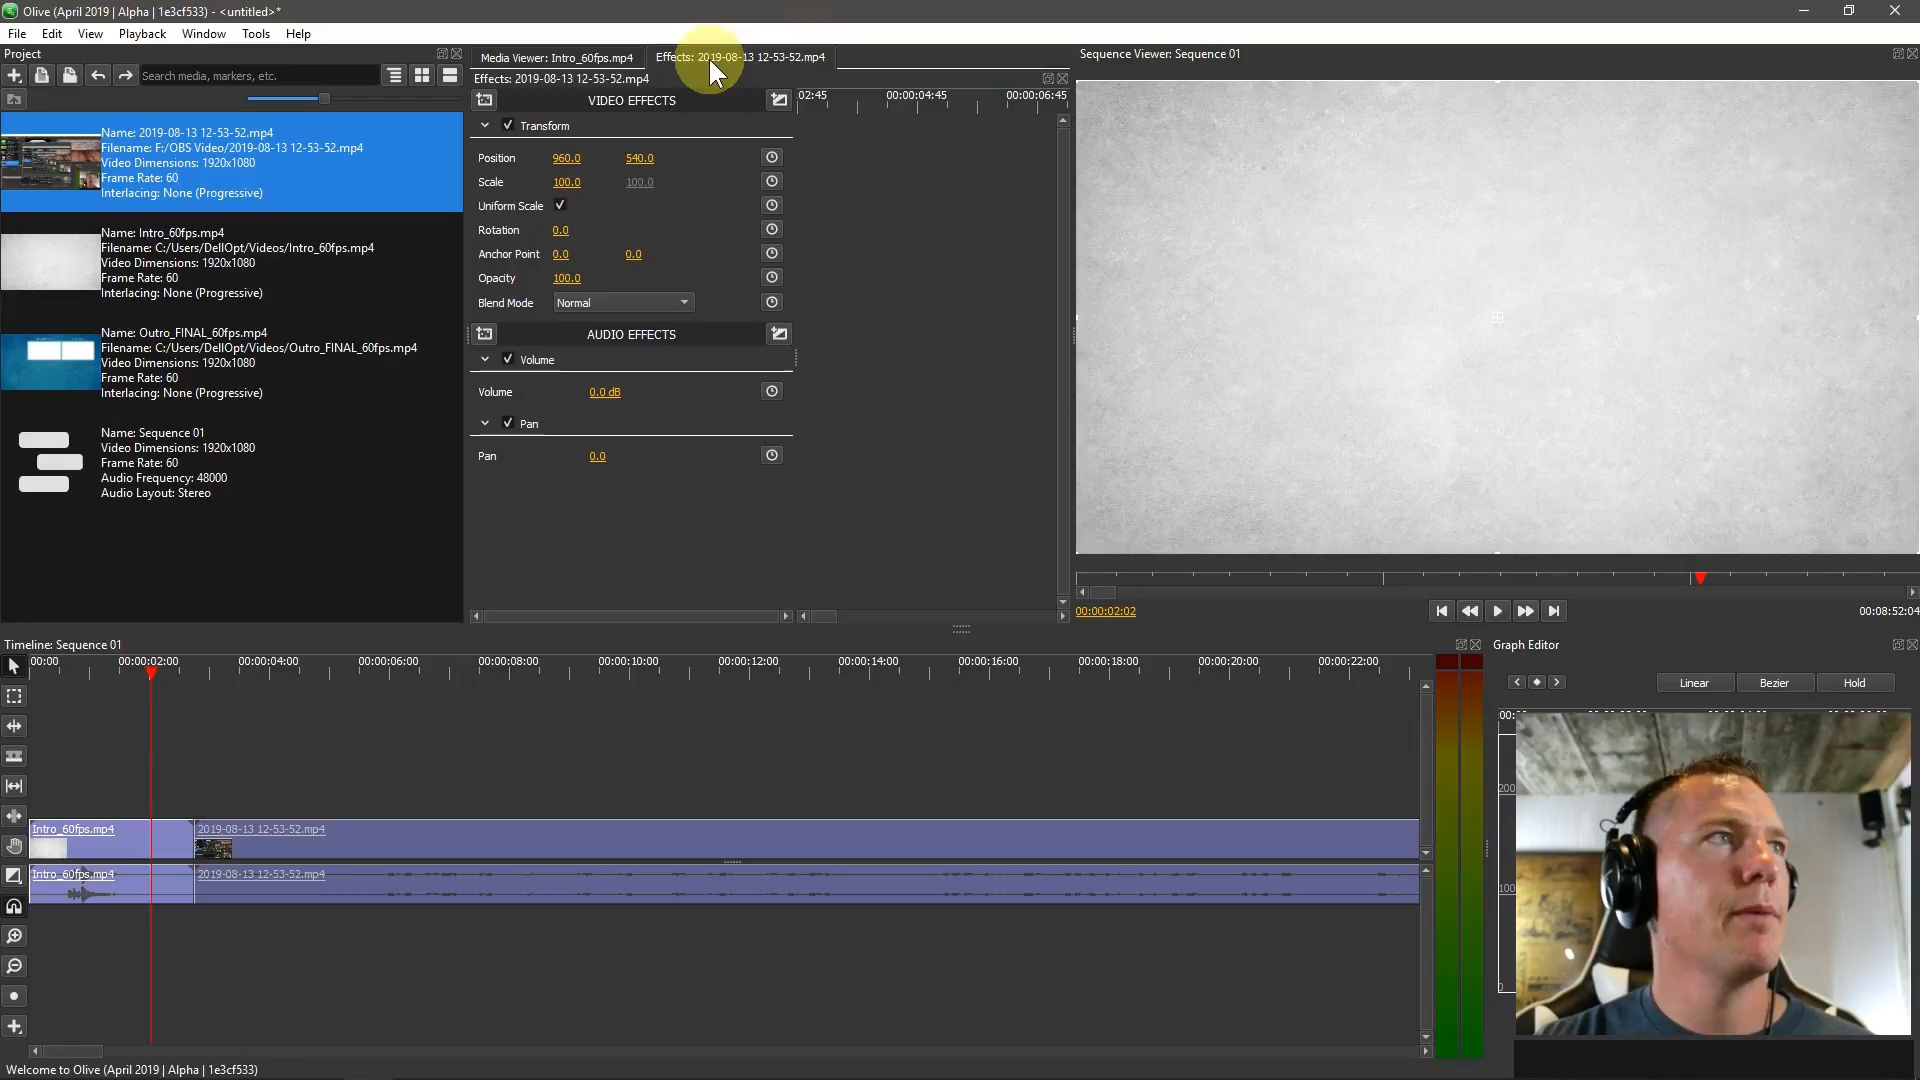 Olive (April 2019 | Alpha | 1e3cf533) - <untitled>*
File Edit View Playback Window Tools Help
Project
Search media, markers, etc.
Name: 2019-08-13 12-53-52.mp4
Filename: F:/OBS Video/2019-08-13 12-53-52.mp4
Video Dimensions: 1920x1080
Frame Rate: 60
Interlacing: None (Progressive)
Name: Intro_60fps.mp4
Filename: C:/Users/DellOpt/Videos/Intro_60fps.mp4
Video Dimensions: 1920x1080
Frame Rate: 60
Interlacing: None (Progressive)
Name: Outro_FINAL_60fps.mp4
Filename: C:/Users/DellOpt/Videos/Outro_FINAL_60fps.mp4
Video Dimensions: 1920x1080
Frame Rate: 60
Interlacing: None (Progressive)
Name: Sequence 01
Video Dimensions: 1920x1080
Frame Rate: 60
Audio Frequency: 48000
Audio Layout: Stereo
Media Viewer: Intro_60fps.mp4 Effects: 2019-08-13 12-53-52.mp4
Effects: 2019-08-13 12-53-52.mp4
VIDEO EFFECTS
:02:45 00:00:04:45 00:00:06:45
Transform
Position 960.0 540.0
Scale 100.0 100.0
Uniform Scale
Rotation 0.0
Anchor Point 0.0 0.0
Opacity 100.0
Blend Mode Normal
AUDIO EFFECTS
Volume
Volume 0.0 dB
Pan
Pan 0.0
Sequence Viewer: Sequence 01
00:00:02:02 00:08:52:04
Timeline: Sequence 01
00:00 00:00:02:00 00:00:04:00 00:00:06:00 00:00:08:00 00:00:10:00 00:00:12:00 00:00:14:00 00:00:16:00 00:00:18:00 00:00:20:00 00:00:22:00
Intro_60fps.mp4 2019-08-13 12-53-52.mp4
Intro_60fps.mp4 2019-08-13 12-53-52.mp4
Graph Editor
Linear Bezier Hold
00:
200
100
0
Welcome to Olive (April 2019 | Alpha | 1e3cf533)